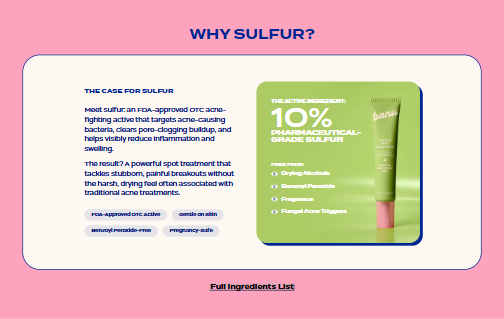 WHY SULFUR?
THE CASE FOR SULFUR
Meet sulfur: an FDA-approved OTC acne-
fighting active that targets acne-causing
bacteria, clears pore-clogging buildup, and
helps visibly reduce inflammation and
swelling.
The result? A powerful spot treatment that
tackles stubborn, painful breakouts without
the harsh, drying feel often associated with
traditional acne treatments.
FDA-Approved OTC Active
Gentle on skin
Benzoyl Peroxide-Free
Pregnancy-Safe
THE ACTIVE INGREDIENT:
10%
PHARMACEUTICAL-
GRADE SULFUR
FREE FROM
Drying Alcohols
Benzoyl Peroxide
Fragrance
Fungal Acne Triggers
banu
Full Ingredients List